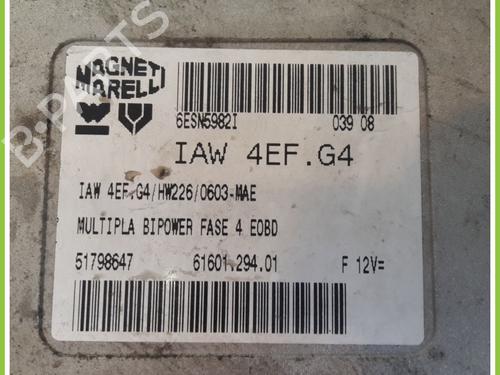 B-PARTS
MAGNETI
MARELLI
6ESN5982I 039 08
IAW 4EF.G4
IAW 4EF.G4/HW226/0603-MAE
MULTIPLA BIPOWER FASE 4 EOBD
51798647 61601.294.01 F 12V=